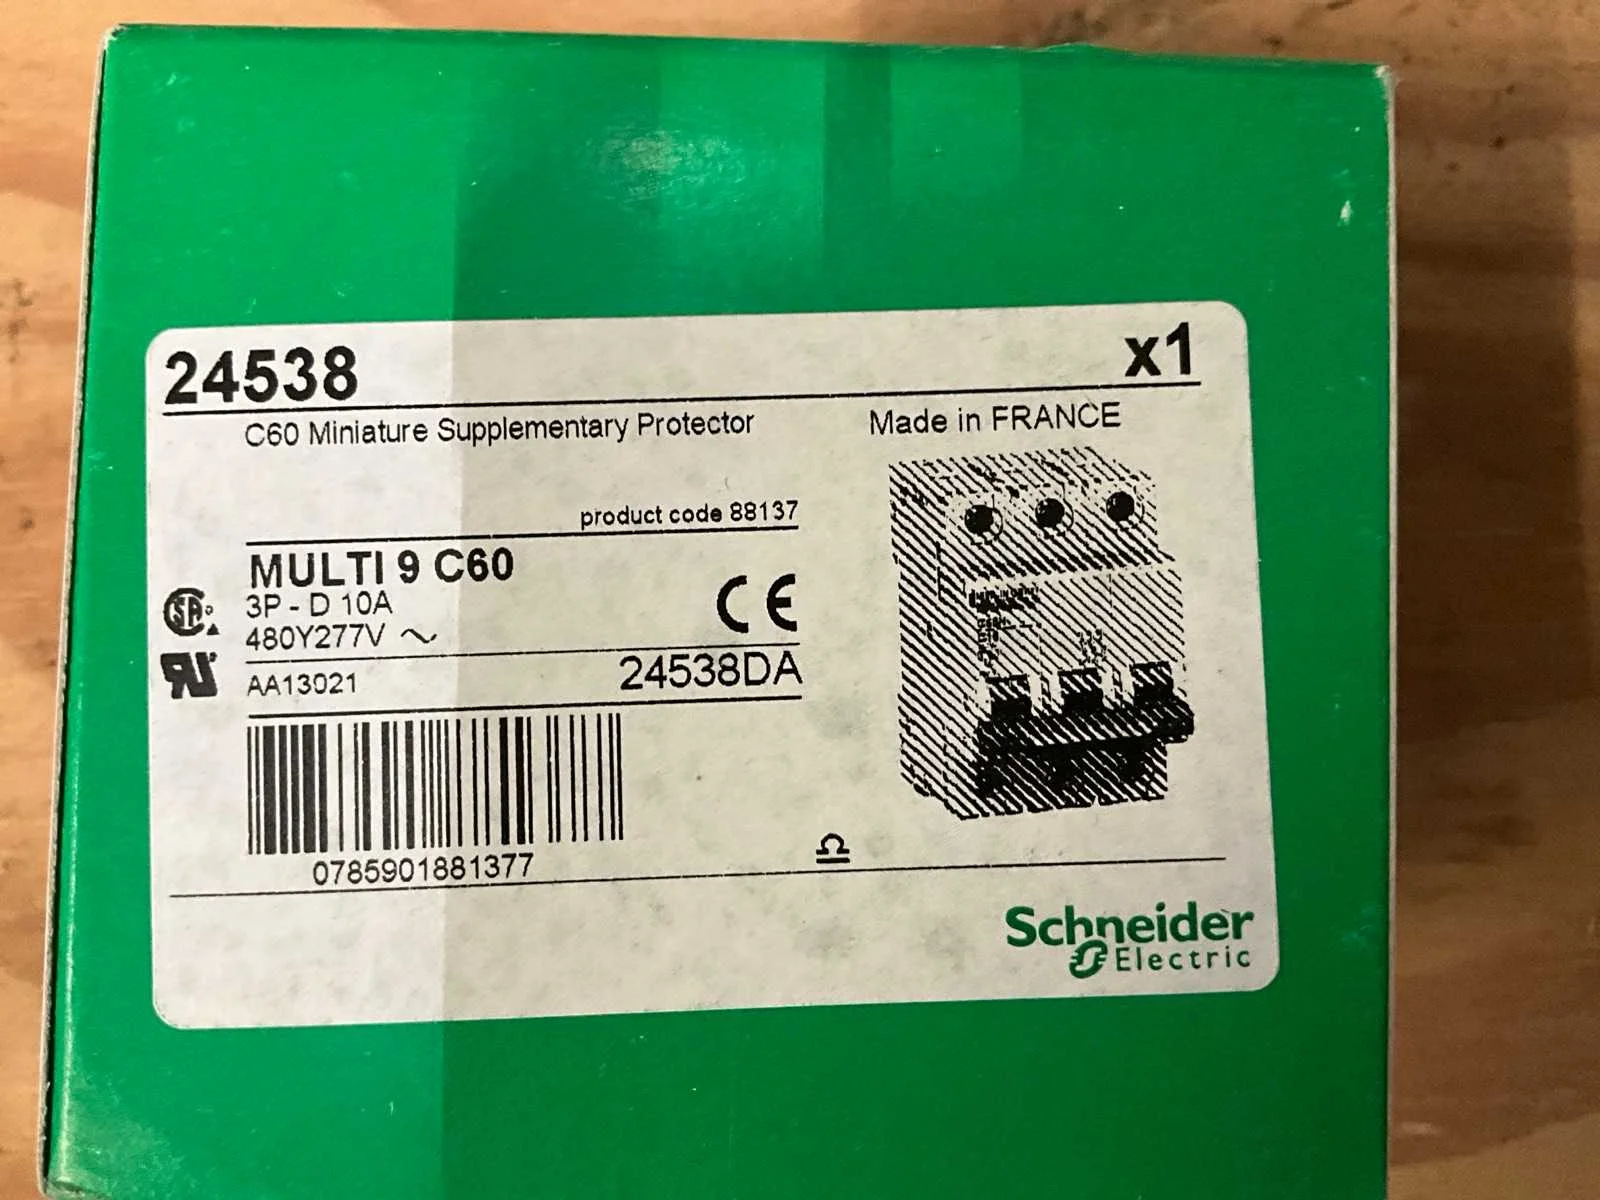 24538
x1
C60 Miniature Supplementary Protector
Made in FRANCE
product code 88137
MULTI 9 C60
3P - D 10A
480Y277V ~
CE
AA13021
24538DA
0785901881377
Schneider
Electric